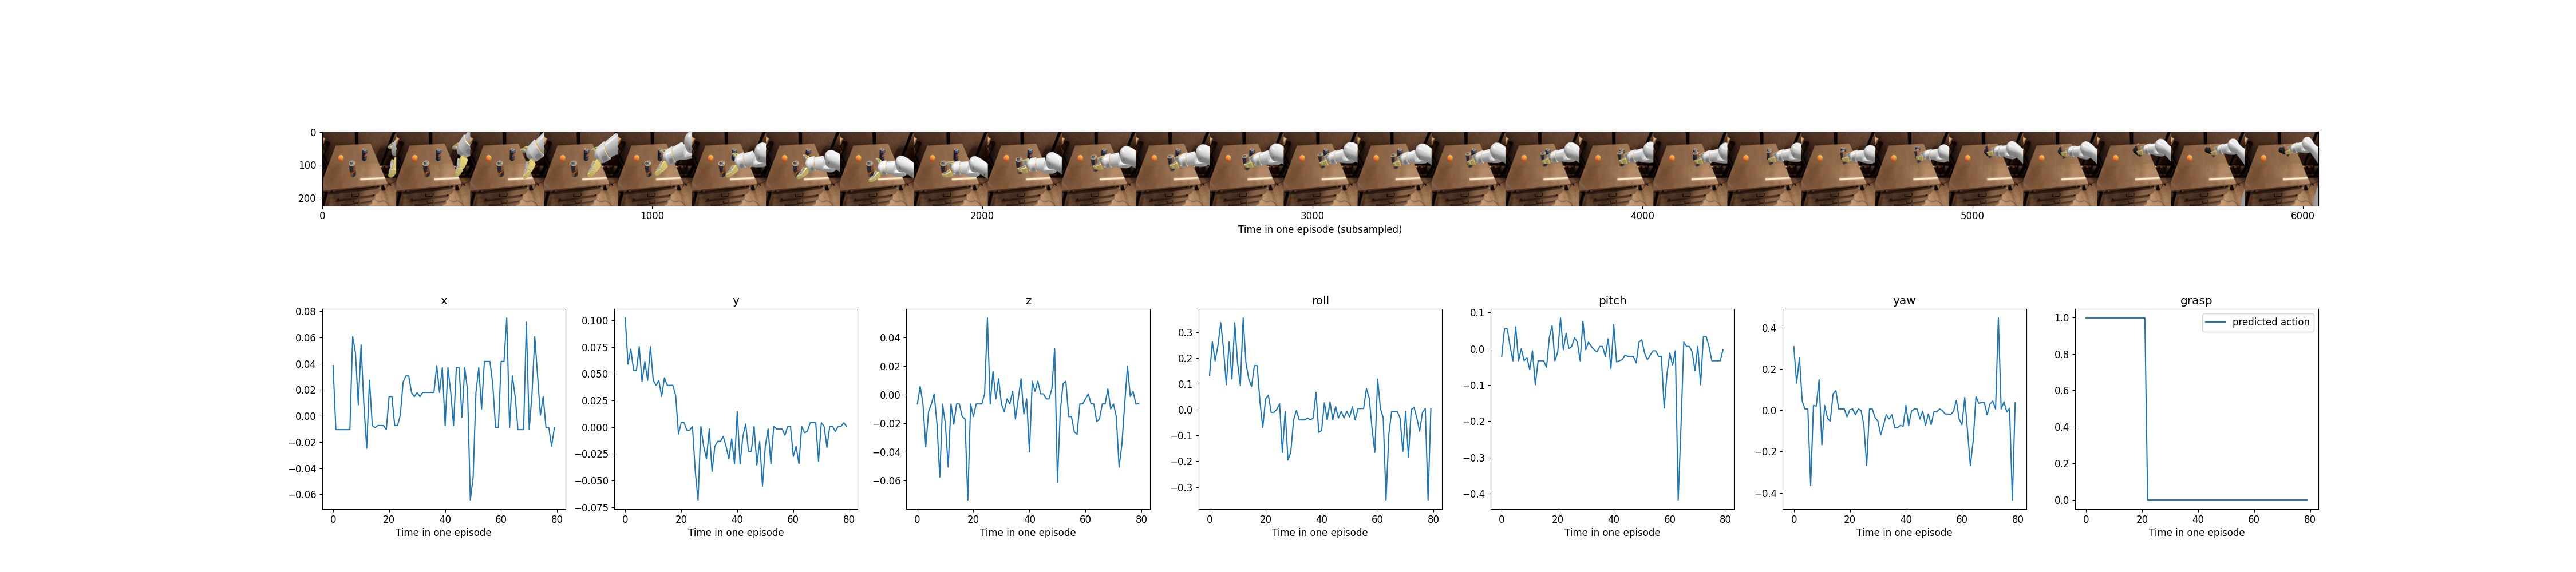 0
100
200
0 1000 2000 3000 4000 5000 6000
Time in one episode (subsampled)
x
0.08
0.06
0.04
0.02
0.00
−0.02
−0.04
−0.06
0 20 40 60 80
Time in one episode
y
0.100
0.075
0.050
0.025
0.000
−0.025
−0.050
−0.075
0 20 40 60 80
Time in one episode
z
0.04
0.02
0.00
−0.02
−0.04
−0.06
0 20 40 60 80
Time in one episode
roll
0.3
0.2
0.1
0.0
−0.1
−0.2
−0.3
0 20 40 60 80
Time in one episode
pitch
0.1
0.0
−0.1
−0.2
−0.3
−0.4
0 20 40 60 80
Time in one episode
yaw
0.4
0.2
0.0
−0.2
−0.4
0 20 40 60 80
Time in one episode
grasp
predicted action
1.0
0.8
0.6
0.4
0.2
0.0
0 20 40 60 80
Time in one episode